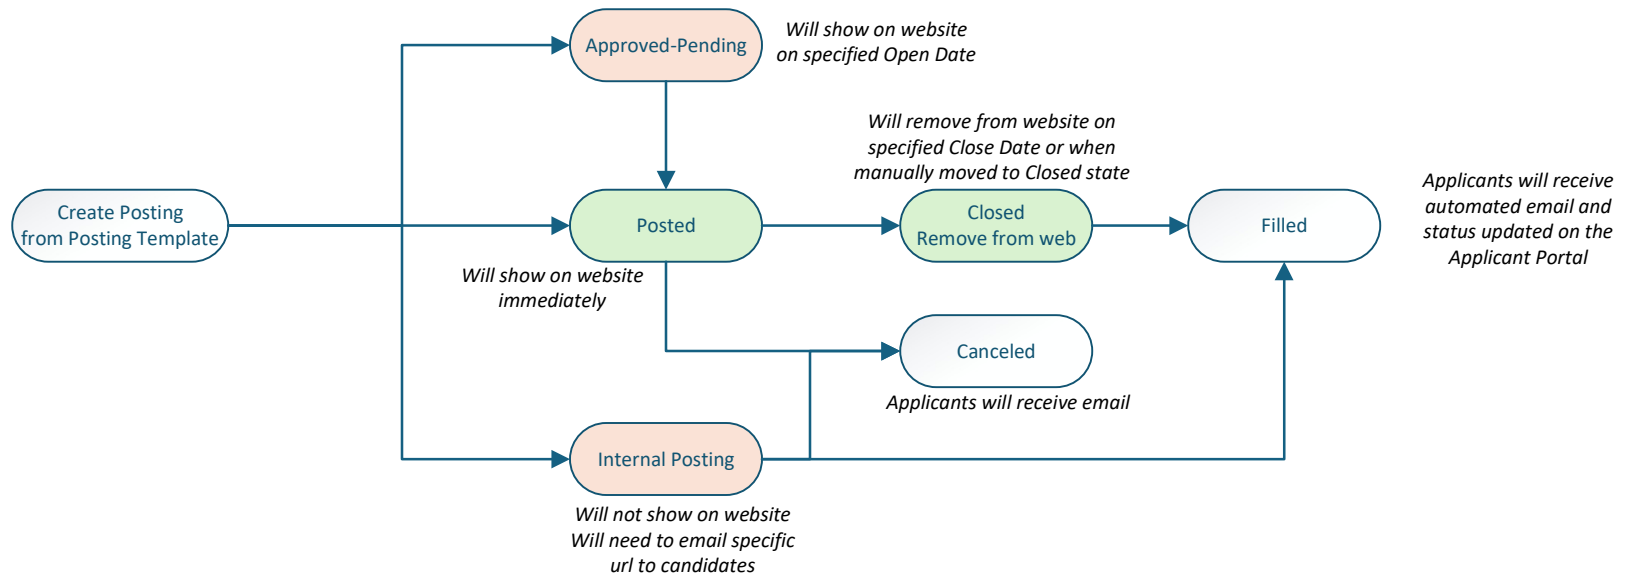 Approved-Pending
Will show on website
on specified Open Date
Will remove from website on
specified Close Date or when
manually moved to Closed state
Create Posting
from Posting Template
Posted
Closed
Remove from web
Filled
Applicants will receive
automated email and
status updated on the
Applicant Portal
Will show on website
immediately
Canceled
Applicants will receive email
Internal Posting
Will not show on website
Will need to email specific
url to candidates